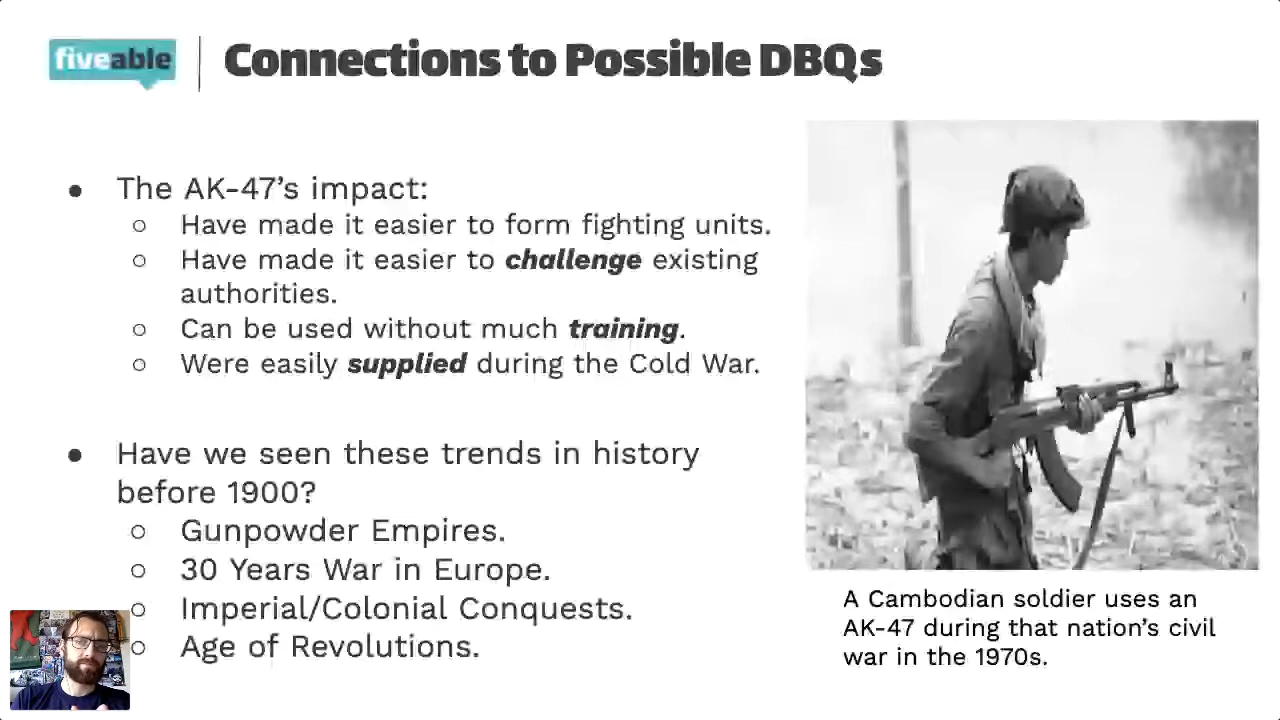 fiveable
Connections to Possible DBQs
The AK-47's impact:
Have made it easier to form fighting units.
Have made it easier to challenge existing
authorities.
Can be used without much training.
Were easily supplied during the Cold War.
Have we seen these trends in history
before 1900?
Gunpowder Empires.
30 Years War in Europe.
Imperial/Colonial Conquests.
Age of Revolutions.
A Cambodian soldier uses an
AK-47 during that nation's civil
war in the 1970s.